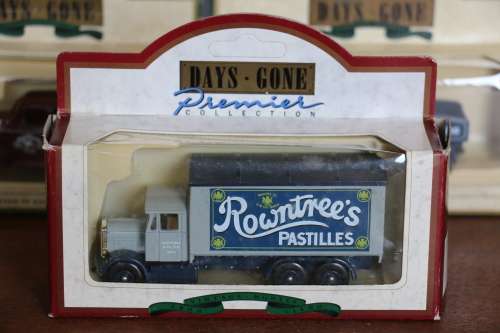 DAYS · GONE
DAYS · GONE
DAYS · GONE
Premier
COLLECTION
Rowntree's
PASTILLES